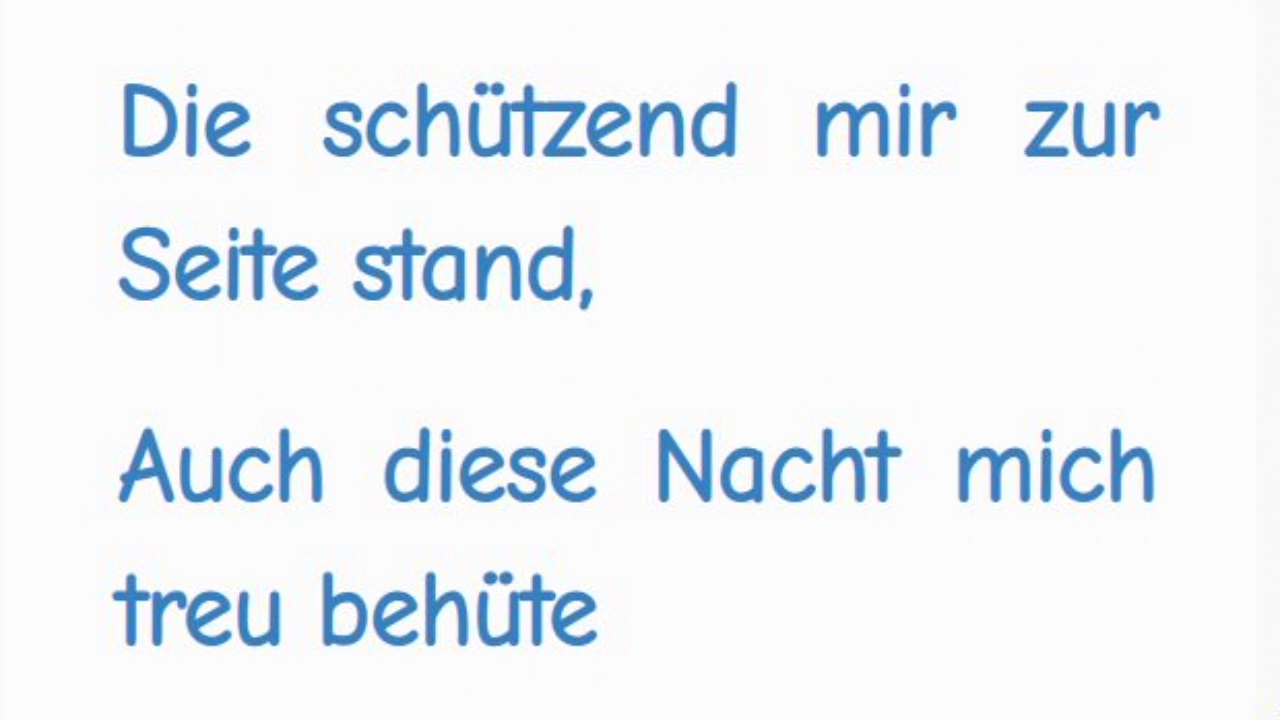 Die schützend mir zur
Seite stand,
Auch diese Nacht mich
treu behüte